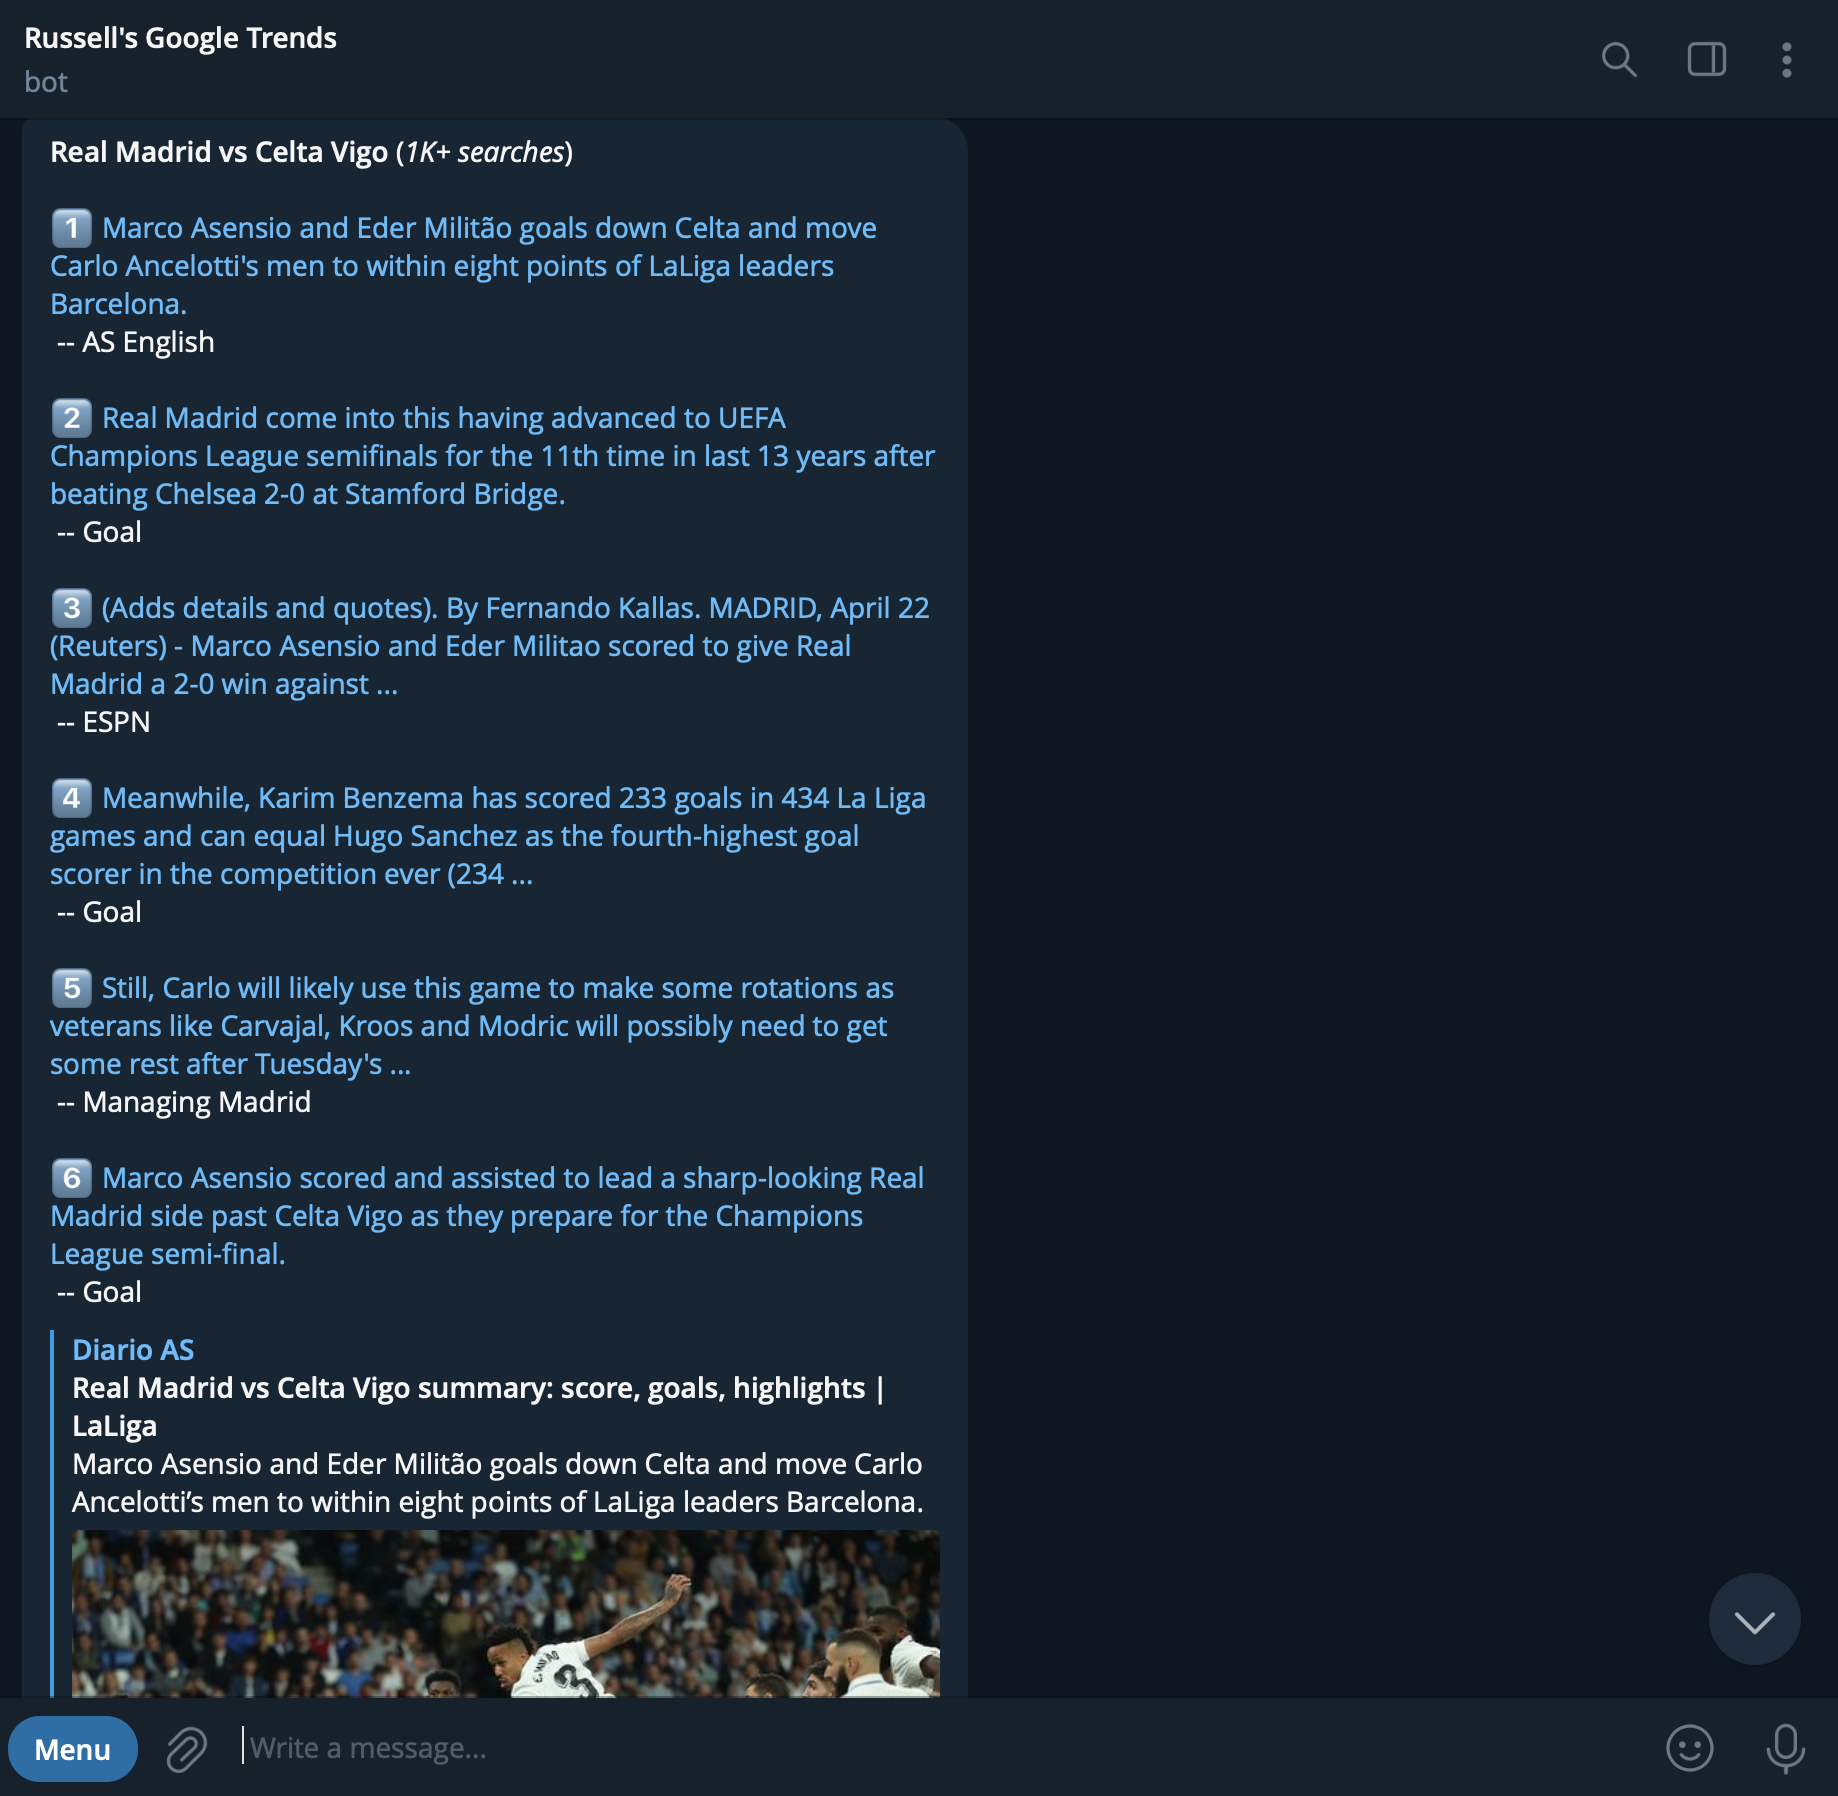 Russell's Google Trends
bot
Real Madrid vs Celta Vigo (1K+ searches)
1 Marco Asensio and Eder Militão goals down Celta and move
Carlo Ancelotti's men to within eight points of LaLiga leaders
Barcelona.
-- AS English
2 Real Madrid come into this having advanced to UEFA
Champions League semifinals for the 11th time in last 13 years after
beating Chelsea 2-0 at Stamford Bridge.
-- Goal
3 (Adds details and quotes). By Fernando Kallas. MADRID, April 22
(Reuters) - Marco Asensio and Eder Militao scored to give Real
Madrid a 2-0 win against ...
-- ESPN
4 Meanwhile, Karim Benzema has scored 233 goals in 434 La Liga
games and can equal Hugo Sanchez as the fourth-highest goal
scorer in the competition ever (234 ...
-- Goal
5 Still, Carlo will likely use this game to make some rotations as
veterans like Carvajal, Kroos and Modric will possibly need to get
some rest after Tuesday's ...
-- Managing Madrid
6 Marco Asensio scored and assisted to lead a sharp-looking Real
Madrid side past Celta Vigo as they prepare for the Champions
League semi-final.
-- Goal
Diario AS
Real Madrid vs Celta Vigo summary: score, goals, highlights |
LaLiga
Marco Asensio and Eder Militão goals down Celta and move Carlo
Ancelotti’s men to within eight points of LaLiga leaders Barcelona.
Menu
Write a message...